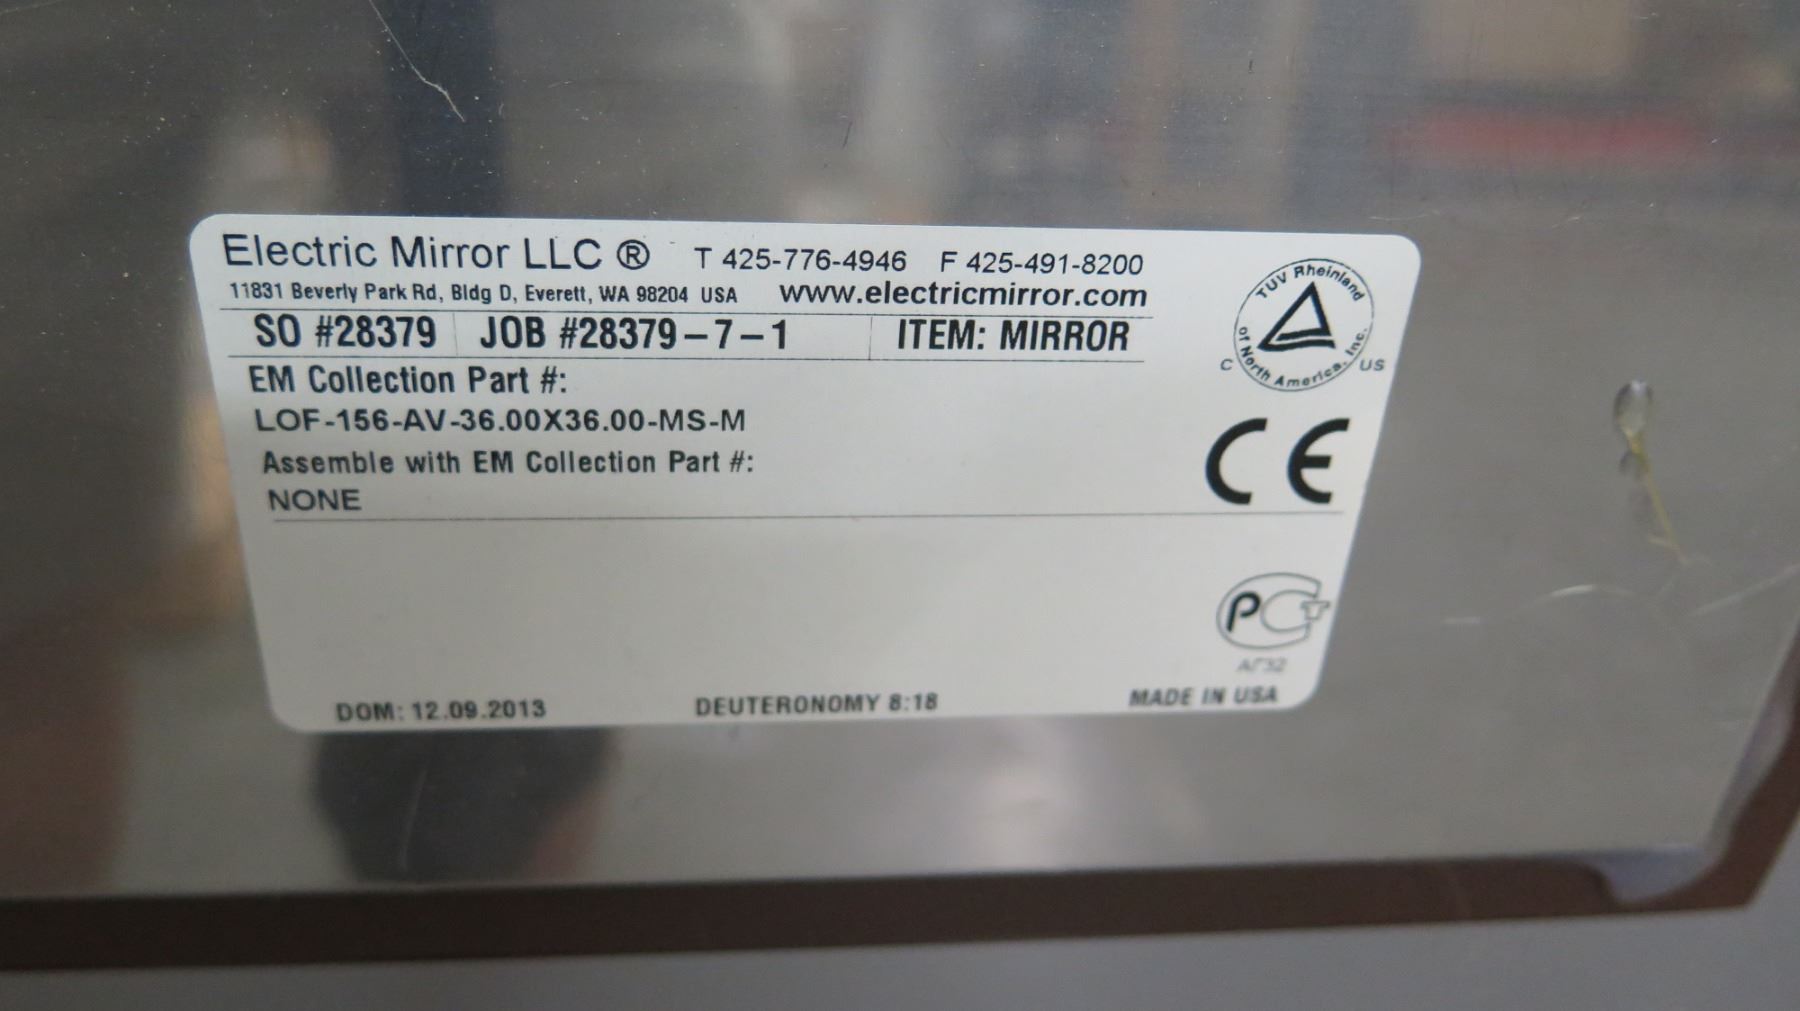 Electric Mirror LLC ® T 425-776-4946 F 425-491-8200
11831 Beverly Park Rd, Bldg D, Everett, WA 98204 USA www.electricmirror.com
SO #28379 JOB #28379-7-1 ITEM: MIRROR
EM Collection Part #:
LOF-156-AV-36.00X36.00-MS-M
Assemble with EM Collection Part #:
NONE
TÜV Rheinland
of North America, Inc.
C US
CE
PCT
АГ32
DOM: 12.09.2013 DEUTERONOMY 8:18 MADE IN USA